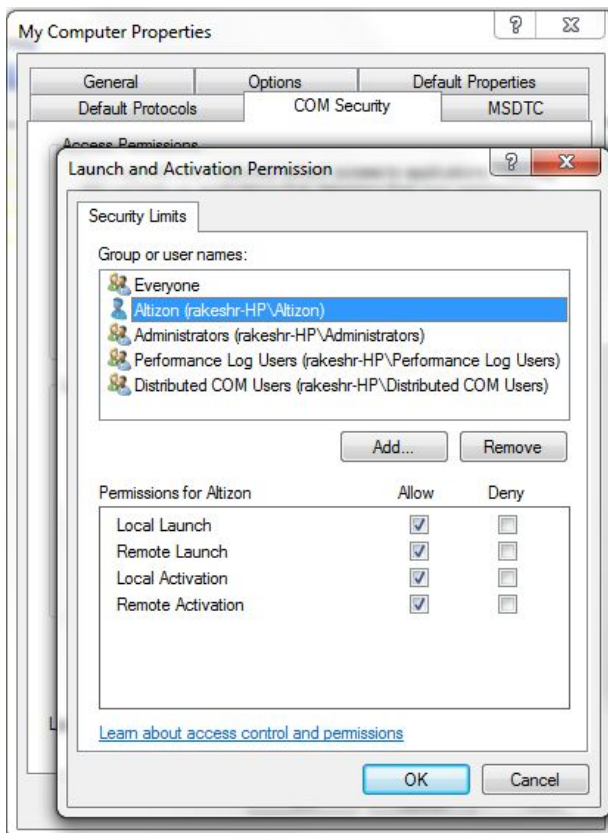 My Computer Properties
General Options Default Properties
Default Protocols COM Security MSDTC
Access Permissions
Launch and Activation Permission
Security Limits
Group or user names:
Everyone
Altizon (rakeshr-HP\Altizon)
Administrators (rakeshr-HP\Administrators)
Performance Log Users (rakeshr-HP\Performance Log Users)
Distributed COM Users (rakeshr-HP\Distributed COM Users)
Add... Remove
Permissions for Altizon Allow Deny
Local Launch
Remote Launch
Local Activation
Remote Activation
Learn about access control and permissions
OK Cancel